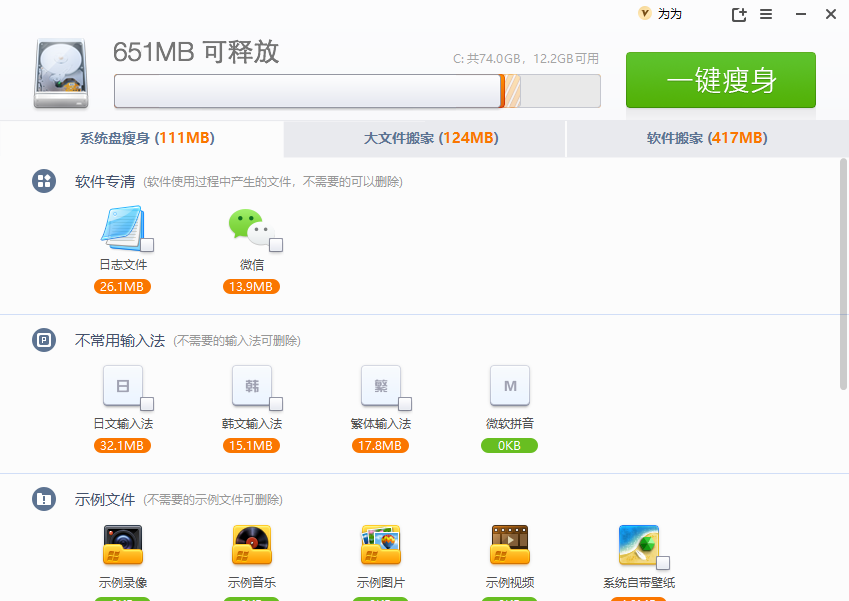 为为
651MB 可释放
C: 共74.0GB，12.2GB可用
一键瘦身
系统盘瘦身 (111MB)
大文件搬家 (124MB)
软件搬家 (417MB)
软件专清 (软件使用过程中产生的文件，不需要的可以删除)
日志文件
微信
26.1MB
13.9MB
不常用输入法 (不需要的输入法可删除)
日
韩
繁
M
日文输入法
韩文输入法
繁体输入法
微软拼音
32.1MB
15.1MB
17.8MB
0KB
示例文件 (不需要的示例文件可删除)
示例录像
示例音乐
示例图片
示例视频
系统自带壁纸